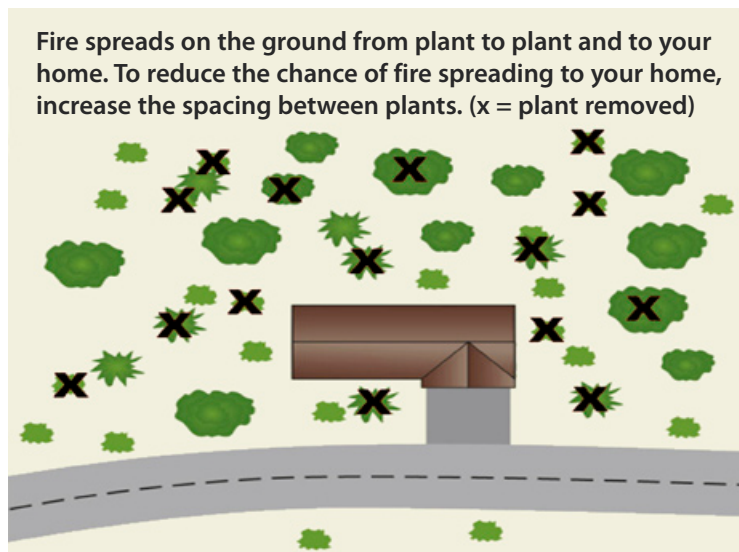 Fire spreads on the ground from plant to plant and to your
home. To reduce the chance of fire spreading to your home,
increase the spacing between plants. (x = plant removed)